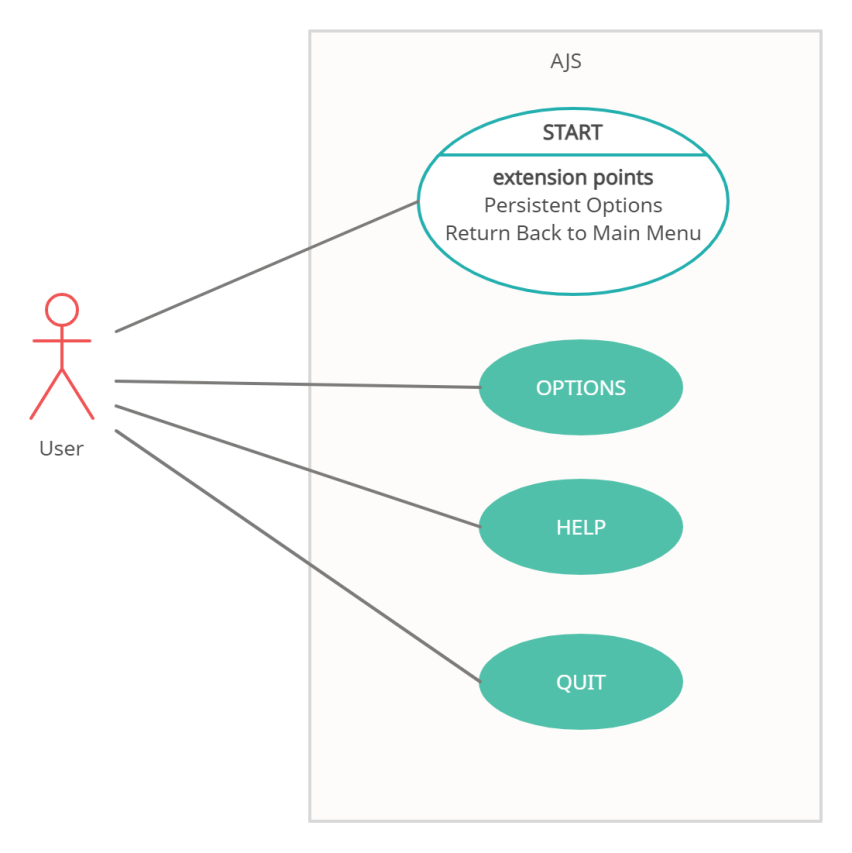 AJS
START
extension points
Persistent Options
Return Back to Main Menu
OPTIONS
User
HELP
QUIT